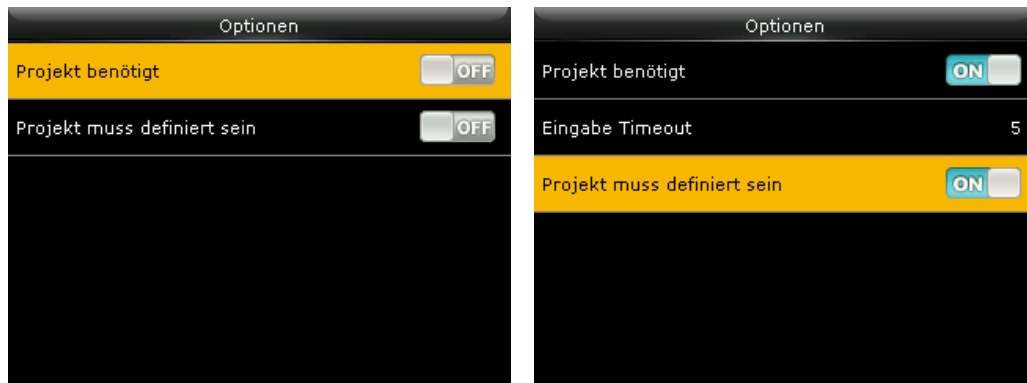 Optionen
Projekt benötigt OFF
Projekt muss definiert sein OFF
Optionen
Projekt benötigt ON
Eingabe Timeout 5
Projekt muss definiert sein ON